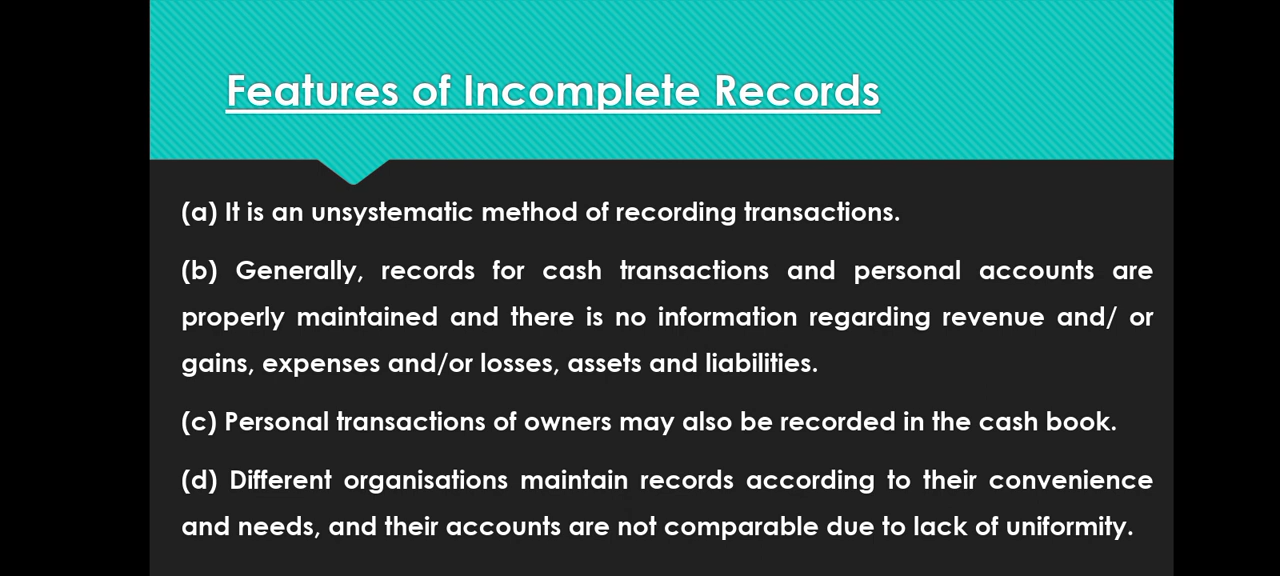 Features of Incomplete Records
(a) It is an unsystematic method of recording transactions.
(b) Generally, records for cash transactions and personal accounts are
properly maintained and there is no information regarding revenue and/ or
gains, expenses and/or losses, assets and liabilities.
(c) Personal transactions of owners may also be recorded in the cash book.
(d) Different organisations maintain records according to their convenience
and needs, and their accounts are not comparable due to lack of uniformity.